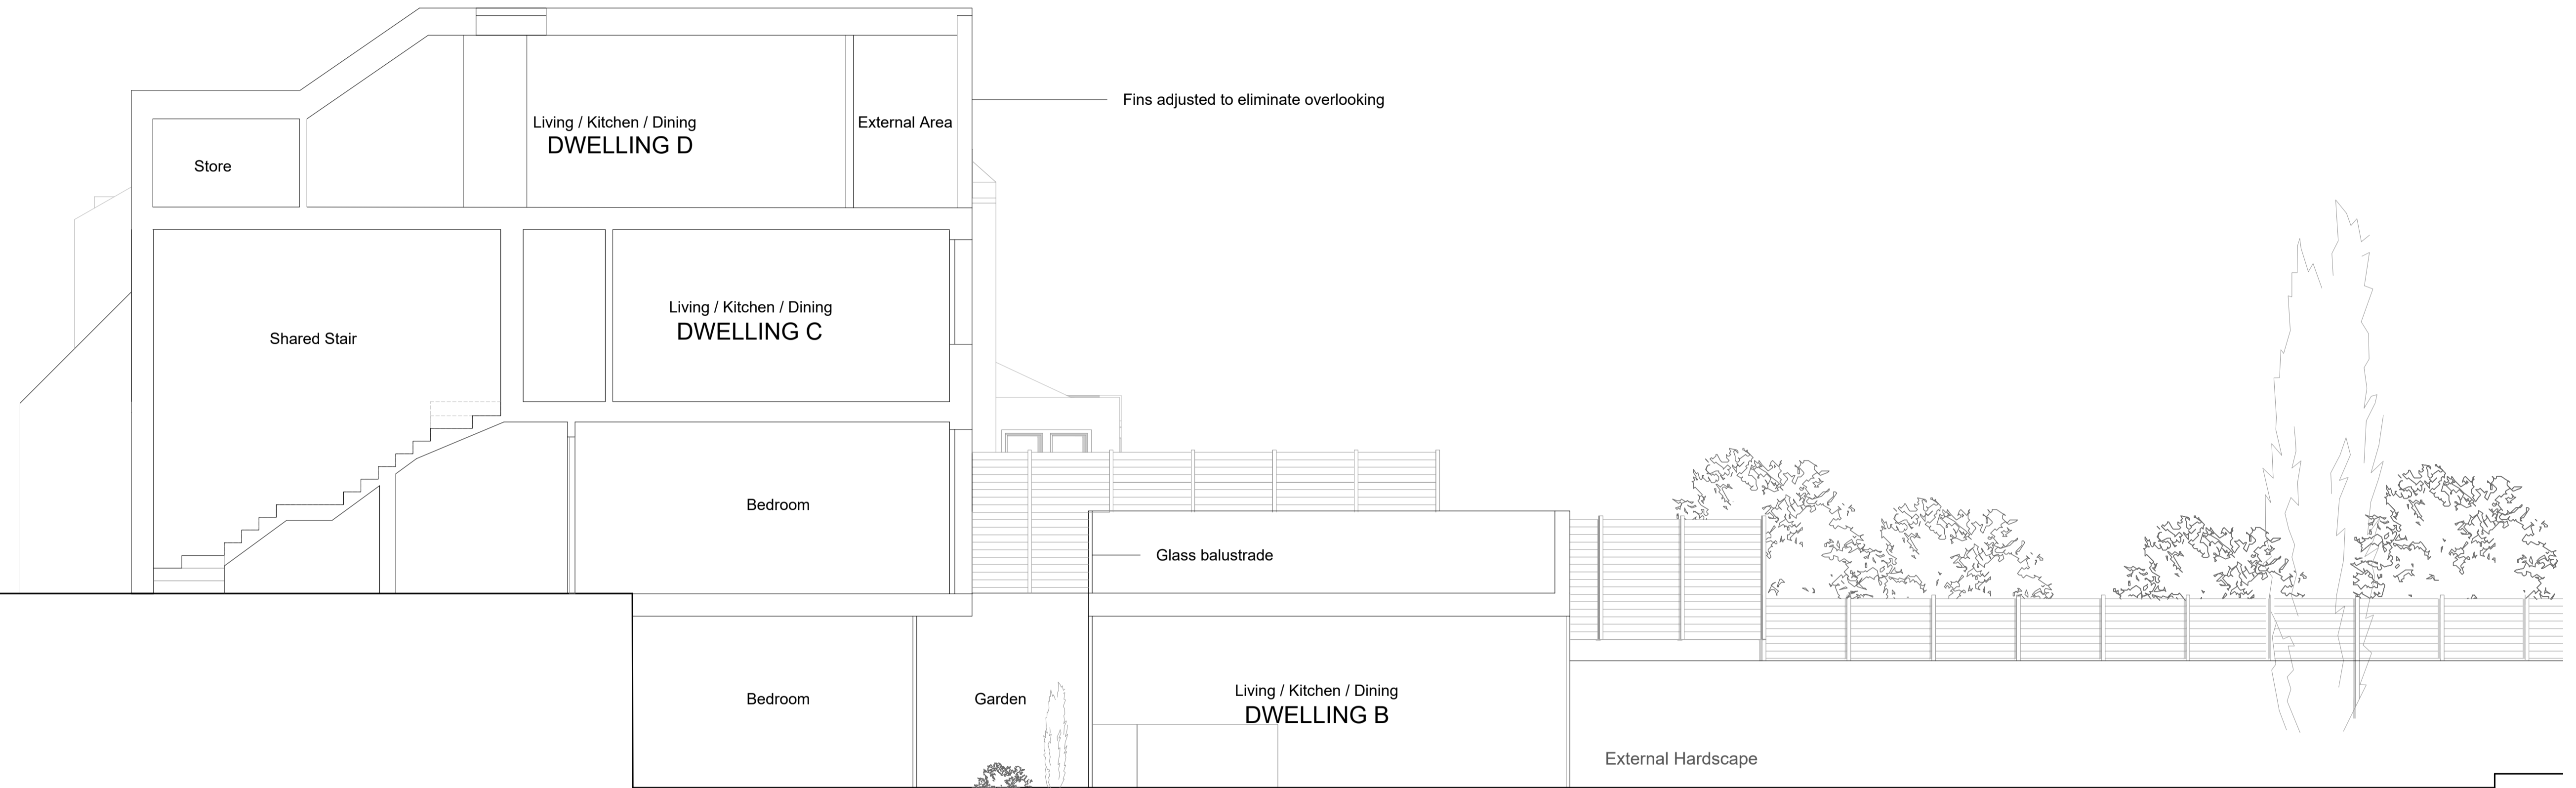 Fins adjusted to eliminate overlooking
Living / Kitchen / Dining
DWELLING D
External Area
Store
Living / Kitchen / Dining
DWELLING C
Shared Stair
Bedroom
Glass balustrade
Bedroom
Garden
Living / Kitchen / Dining
DWELLING B
External Hardscape